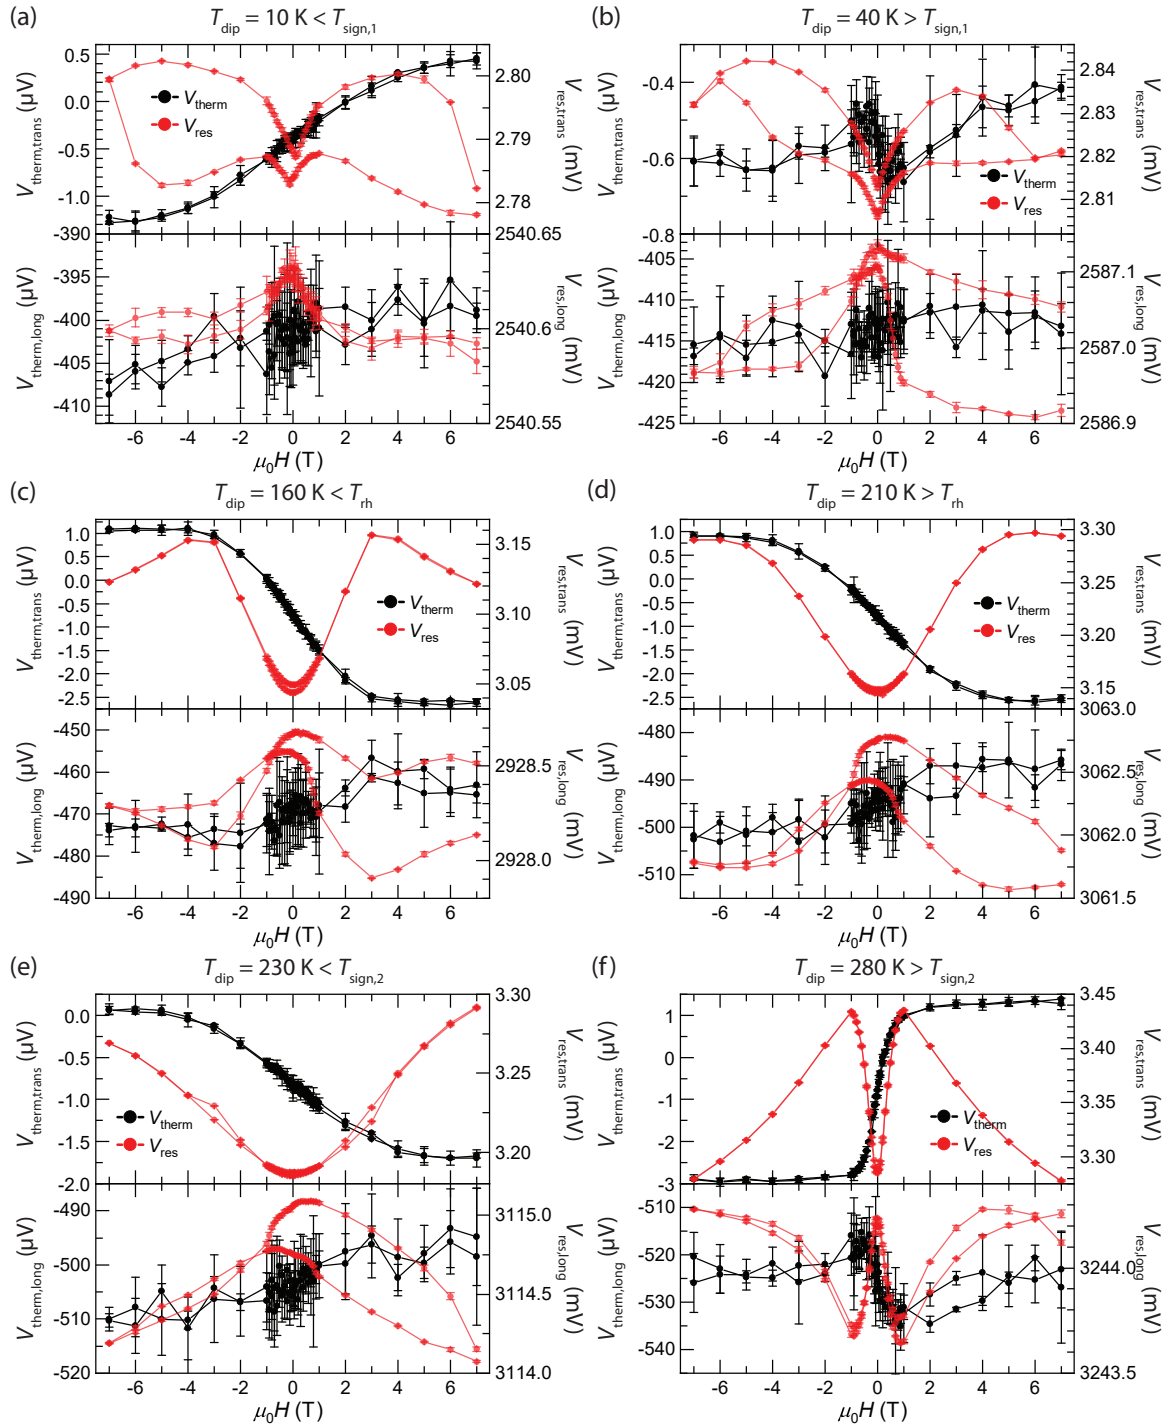 (a)
T_dip = 10 K < T_sign,1
(b)
T_dip = 40 K > T_sign,1
V_therm,trans (µV)
0.5
0.0
-0.5
-1.0
V_therm
V_res
2.80
2.79
2.78
V_res,trans (mV)
V_therm,long (µV)
-390
-395
-400
-405
-410
2540.65
2540.60
2540.55
V_res,long (mV)
-6 -4 -2 0 2 4 6
µ₀H (T)
V_therm,trans (µV)
-0.4
-0.6
-0.8
V_therm
V_res
2.84
2.83
2.82
2.81
V_res,trans (mV)
V_therm,long (µV)
-405
-410
-415
-420
-425
2587.1
2587.0
2586.9
V_res,long (mV)
-6 -4 -2 0 2 4 6
µ₀H (T)
(c)
T_dip = 160 K < T_rh
(d)
T_dip = 210 K > T_rh
V_therm,trans (µV)
1.0
0.5
0.0
-0.5
-1.0
-1.5
-2.0
-2.5
V_therm
V_res
3.15
3.10
3.05
V_res,trans (mV)
V_therm,long (µV)
-450
-460
-470
-480
-490
2928.5
2928.0
V_res,long (mV)
-6 -4 -2 0 2 4 6
µ₀H (T)
V_therm,trans (µV)
1.0
0.5
0.0
-0.5
-1.0
-1.5
-2.0
-2.5
V_therm
V_res
3.30
3.25
3.20
3.15
V_res,trans (mV)
V_therm,long (µV)
-480
-490
-500
-510
3063.0
3062.5
3062.0
3061.5
V_res,long (mV)
-6 -4 -2 0 2 4 6
µ₀H (T)
(e)
T_dip = 230 K < T_sign,2
(f)
T_dip = 280 K > T_sign,2
V_therm,trans (µV)
0.0
-0.5
-1.0
-1.5
-2.0
V_therm
V_res
3.30
3.25
3.20
V_res,trans (mV)
V_therm,long (µV)
-490
-500
-510
-520
3115.0
3114.5
3114.0
V_res,long (mV)
-6 -4 -2 0 2 4 6
µ₀H (T)
V_therm,trans (µV)
1
0
-1
-2
-3
V_therm
V_res
3.45
3.40
3.35
3.30
V_res,trans (mV)
V_therm,long (µV)
-510
-520
-530
-540
3244.0
3243.5
V_res,long (mV)
-6 -4 -2 0 2 4 6
µ₀H (T)